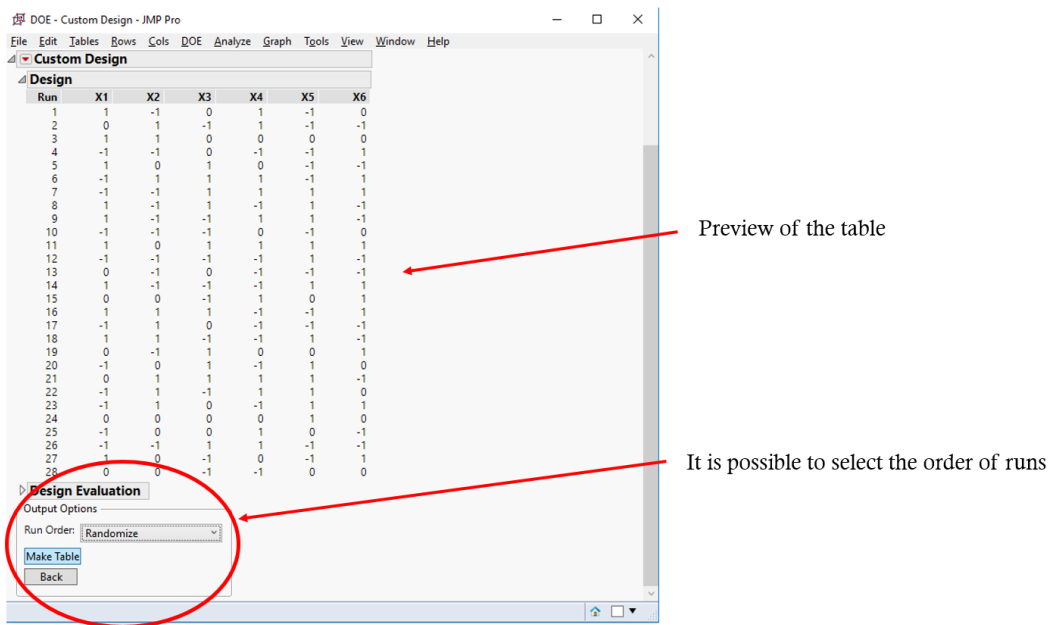 DOE - Custom Design - JMP Pro
File Edit Tables Rows Cols DOE Analyze Graph Tools View Window Help
Custom Design
Design
Run X1 X2 X3 X4 X5 X6
1 1 -1 0 1 -1 0
2 0 1 -1 1 -1 -1
3 1 1 0 0 0 0
4 -1 -1 0 -1 -1 1
5 1 0 1 0 -1 -1
6 -1 1 1 1 -1 1
7 -1 -1 1 1 1 1
8 1 -1 1 -1 1 -1
9 1 -1 -1 1 1 -1
10 -1 -1 -1 0 -1 0
11 1 0 1 1 1 1
12 -1 -1 -1 -1 1 -1
13 0 -1 0 -1 -1 -1
14 1 -1 -1 -1 1 1
15 0 0 -1 1 0 1
16 1 1 1 -1 -1 1
17 -1 1 0 -1 -1 -1
18 1 1 -1 -1 1 -1
19 0 -1 1 0 0 1
20 -1 0 1 -1 1 0
21 0 1 1 1 1 -1
22 -1 1 -1 1 1 0
23 -1 1 0 -1 1 1
24 0 0 0 0 1 0
25 -1 0 0 1 0 -1
26 -1 -1 1 1 -1 -1
27 1 0 -1 0 -1 1
28 0 0 -1 -1 0 0
Design Evaluation
Output Options
Run Order: Randomize
Make Table
Back
Preview of the table
It is possible to select the order of runs